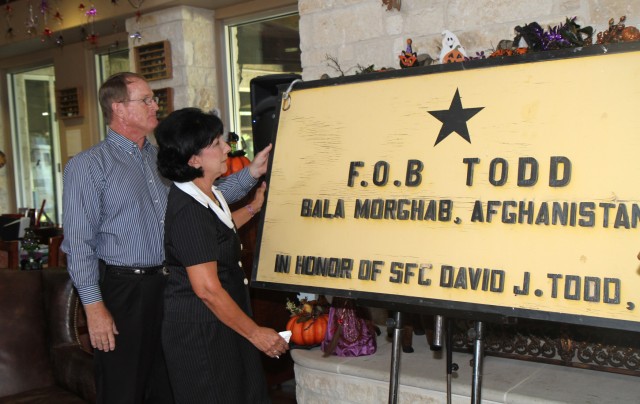 F.O.B TODD
BALA MORGHAB, AFGHANISTAN
IN HONOR OF SFC DAVID J. TODD,